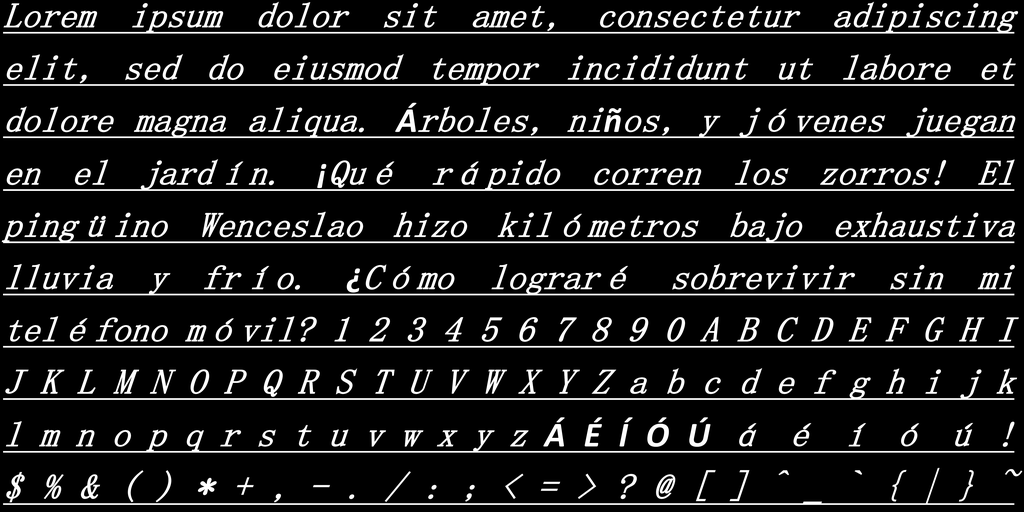 Lorem ipsum dolor sit amet, consectetur adipiscing
elit, sed do eiusmod tempor incididunt ut labore et
dolore magna aliqua. Árboles, niños, y jóvenes juegan
en el jardín. ¡Qué rápido corren los zorros! El
pingüino Wenceslao hizo kilómetros bajo exhaustiva
lluvia y frío. ¿Cómo lograré sobrevivir sin mi
teléfono móvil? 1 2 3 4 5 6 7 8 9 0 A B C D E F G H I
J K L M N O P Q R S T U V W X Y Z a b c d e f g h i j k
l m n o p q r s t u v w x y z Á É Í Ó Ú á é í ó ú !
$ % & ( ) * + , - . / : ; < = > ? @ [ ] ^ _ ` { | } ~